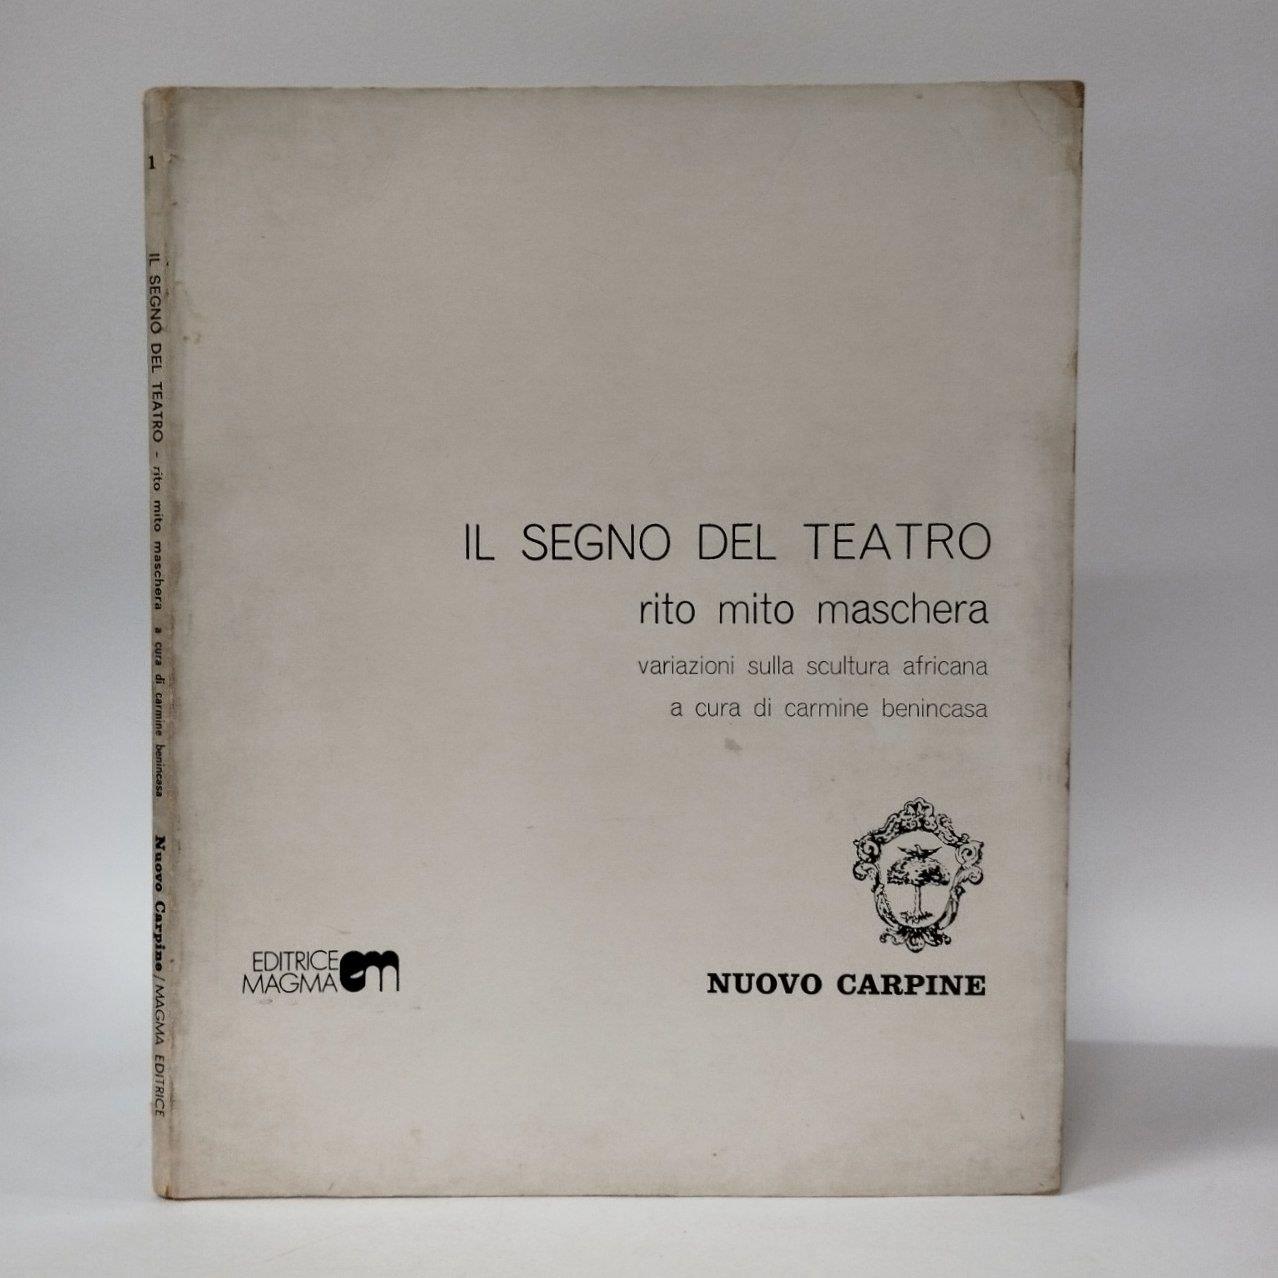 1
IL SEGNO DEL TEATRO - rito mito maschera a cura di carmine benincasa Nuovo Carpine / MAGMA EDITRICE
IL SEGNO DEL TEATRO
rito mito maschera
variazioni sulla scultura africana
a cura di carmine benincasa
EDITRICE
MAGMA em
NUOVO CARPINE